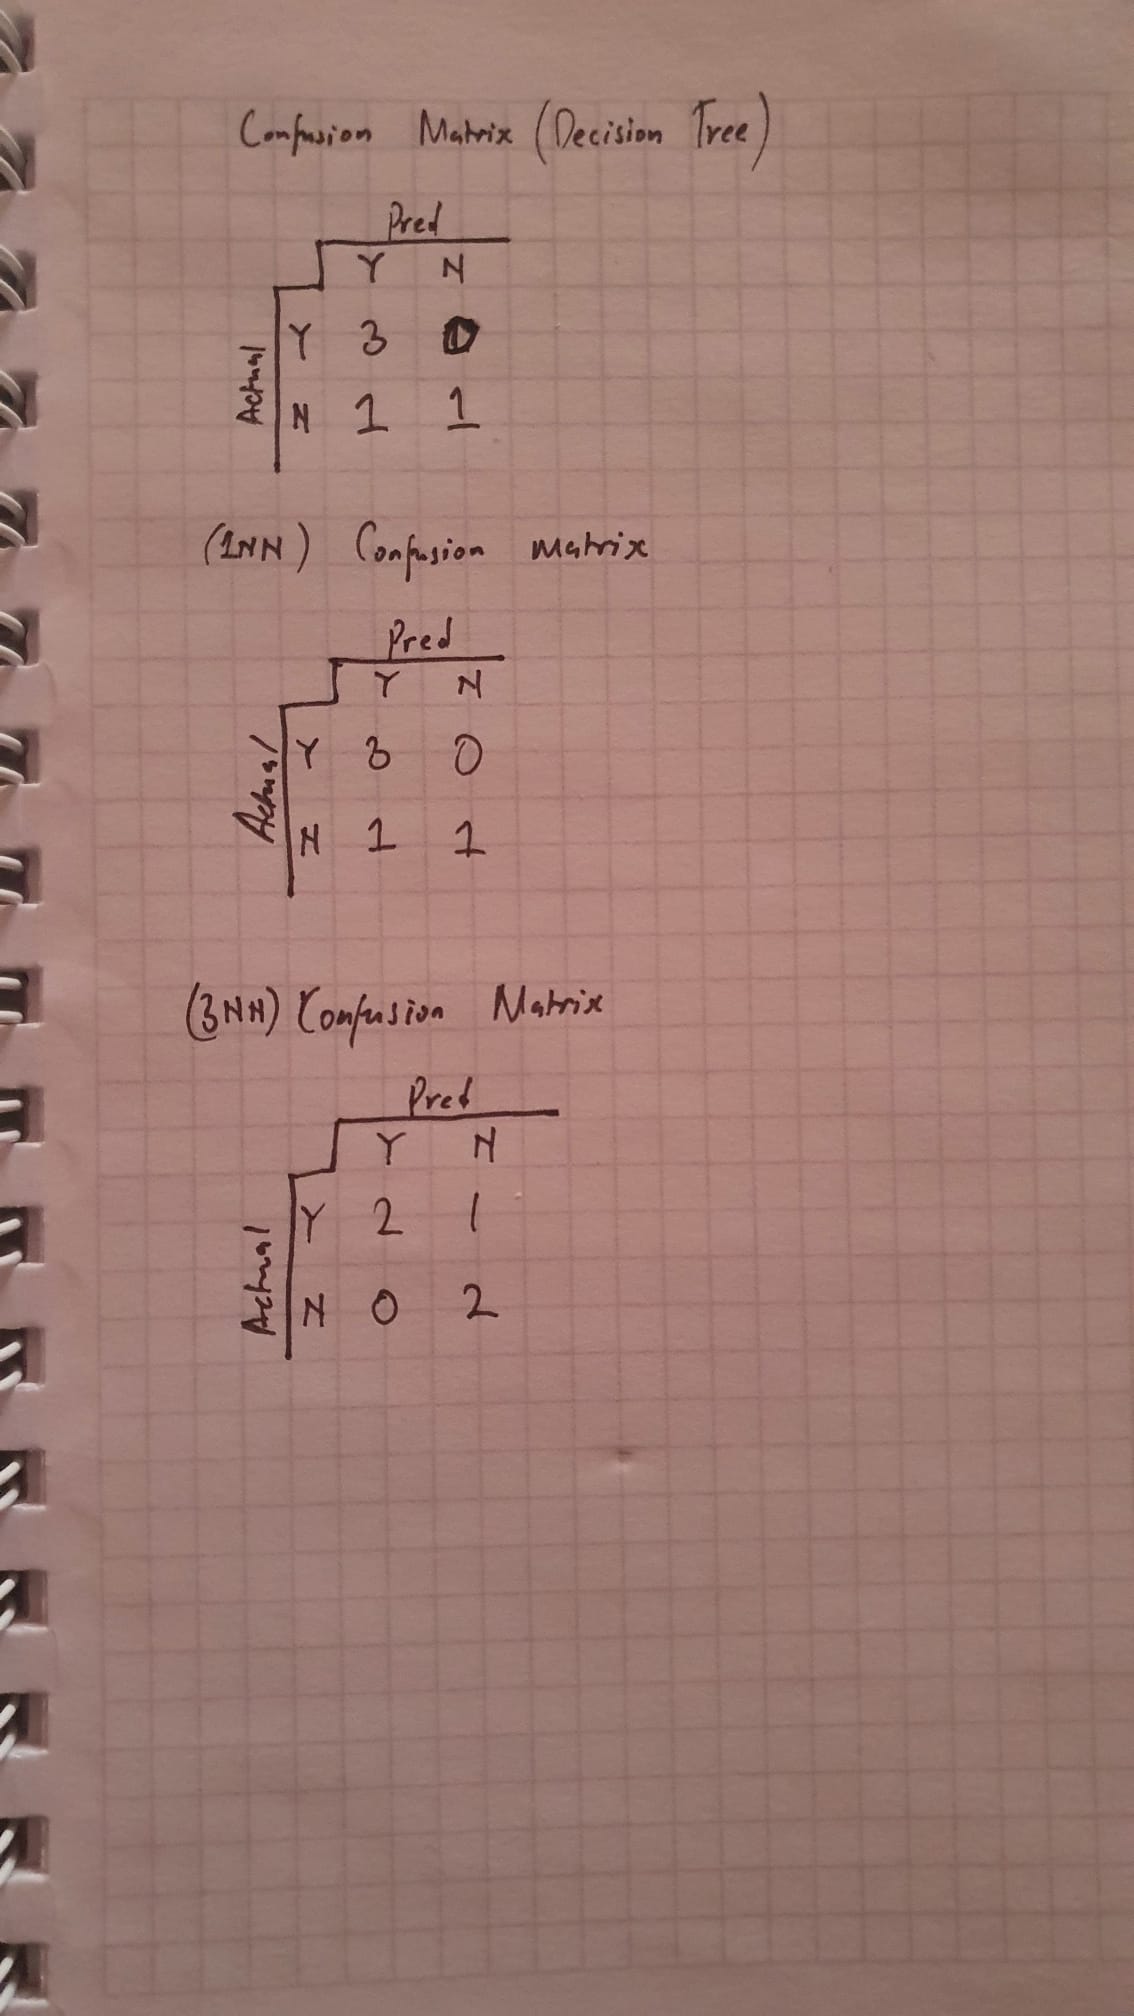 Confusion Matrix (Decision Tree)
Pred
Y N
Actual
Y 3 0
N 1 1
(1NN) Confusion matrix
Pred
Y N
Actual
Y 3 0
N 1 1
(3NN) Confusion Matrix
Pred
Y N
Actual
Y 2 1
N 0 2